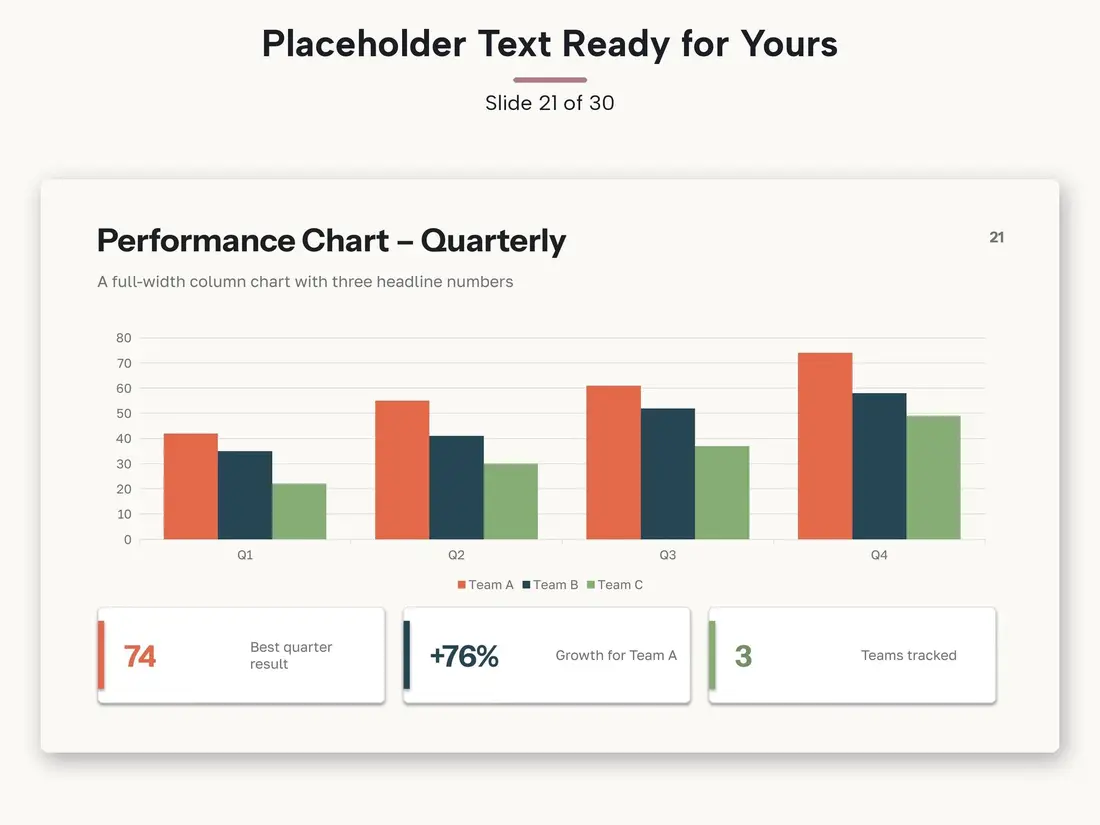 Placeholder Text Ready for Yours
Slide 21 of 30
Performance Chart – Quarterly
21
A full-width column chart with three headline numbers
80
70
60
50
40
30
20
10
0
Q1
Q2
Q3
Q4
Team A
Team B
Team C
74
Best quarter
result
+76%
Growth for Team A
3
Teams tracked